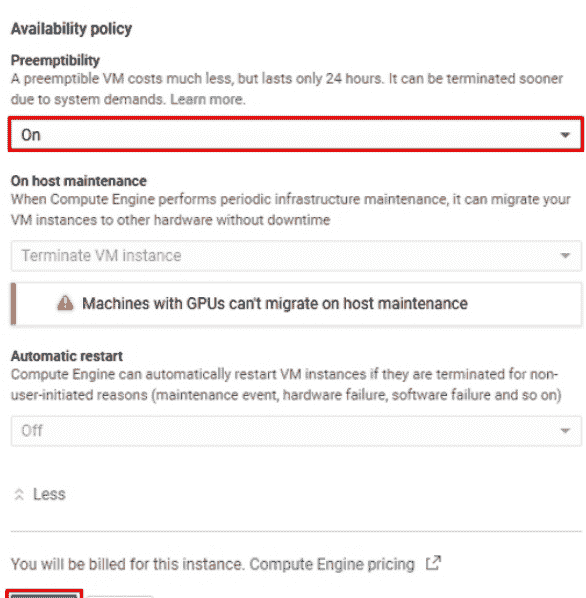 Availability policy
Preemptibility
A preemptible VM costs much less, but lasts only 24 hours. It can be terminated sooner
due to system demands. Learn more.
On
On host maintenance
When Compute Engine performs periodic infrastructure maintenance, it can migrate your
VM instances to other hardware without downtime
Terminate VM instance
Machines with GPUs can't migrate on host maintenance
Automatic restart
Compute Engine can automatically restart VM instances if they are terminated for non-
user-initiated reasons (maintenance event, hardware failure, software failure and so on)
Off
Less
You will be billed for this instance. Compute Engine pricing